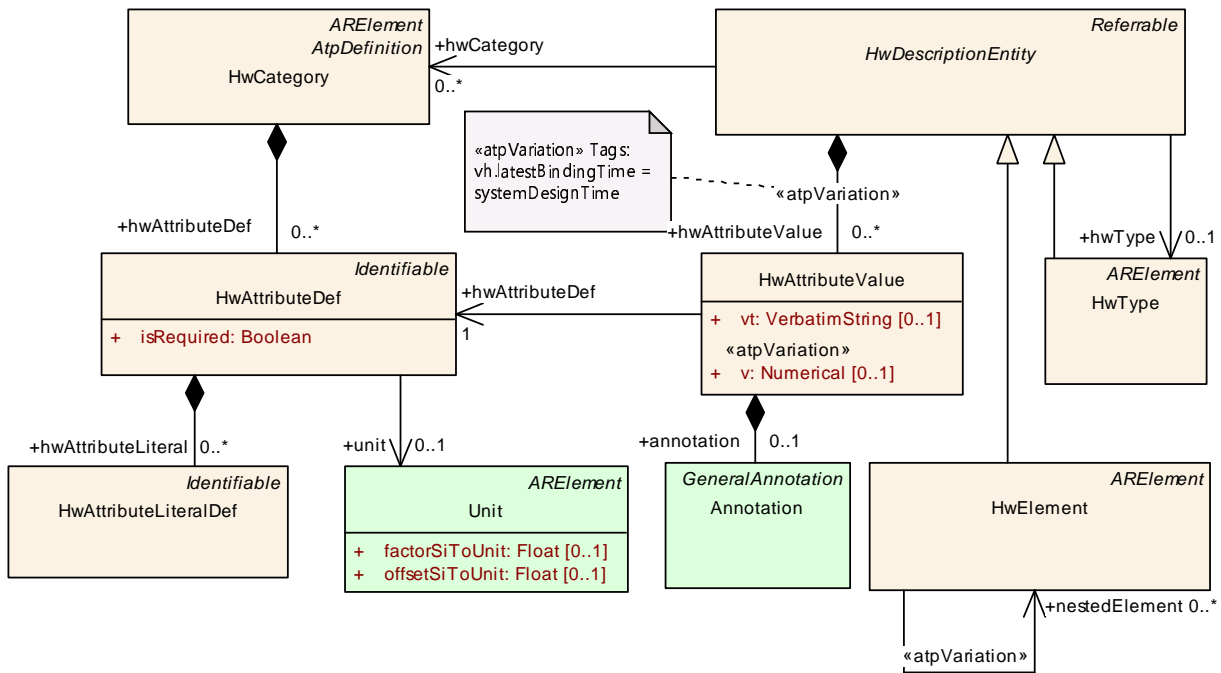 ARElement
AtpDefinition
HwCategory
+hwCategory
0..*
Referrable
HwDescriptionEntity
«atpVariation» Tags:
vh.latestBindingTime =
systemDesignTime
«atpVariation»
+hwAttributeDef
0..*
+hwAttributeValue
0..*
+hwType
0..1
Identifiable
HwAttributeDef
+ isRequired: Boolean
+hwAttributeDef
1
HwAttributeValue
+ vt: VerbatimString [0..1]
«atpVariation»
+ v: Numerical [0..1]
ARElement
HwType
+hwAttributeLiteral
0..*
+unit
0..1
+annotation
0..1
Identifiable
HwAttributeLiteralDef
ARElement
Unit
+ factorSiToUnit: Float [0..1]
+ offsetSiToUnit: Float [0..1]
GeneralAnnotation
Annotation
ARElement
HwElement
+nestedElement 0..*
«atpVariation»